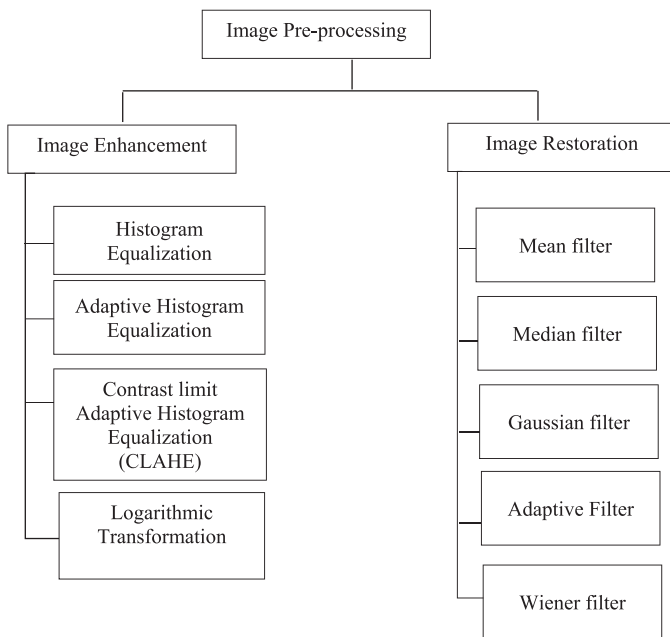 Image Pre-processing
Image Enhancement
Image Restoration
Histogram
Equalization
Adaptive Histogram
Equalization
Contrast limit
Adaptive Histogram
Equalization
(CLAHE)
Logarithmic
Transformation
Mean filter
Median filter
Gaussian filter
Adaptive Filter
Wiener filter